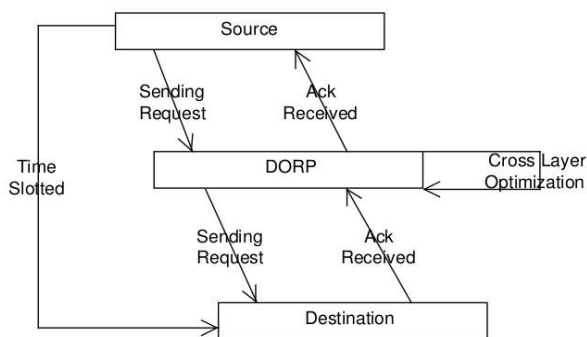 Source
Sending
Request
Ack
Received
Time
Slotted
DORP
Cross Layer
Optimization
Sending
Request
Ack
Received
Destination